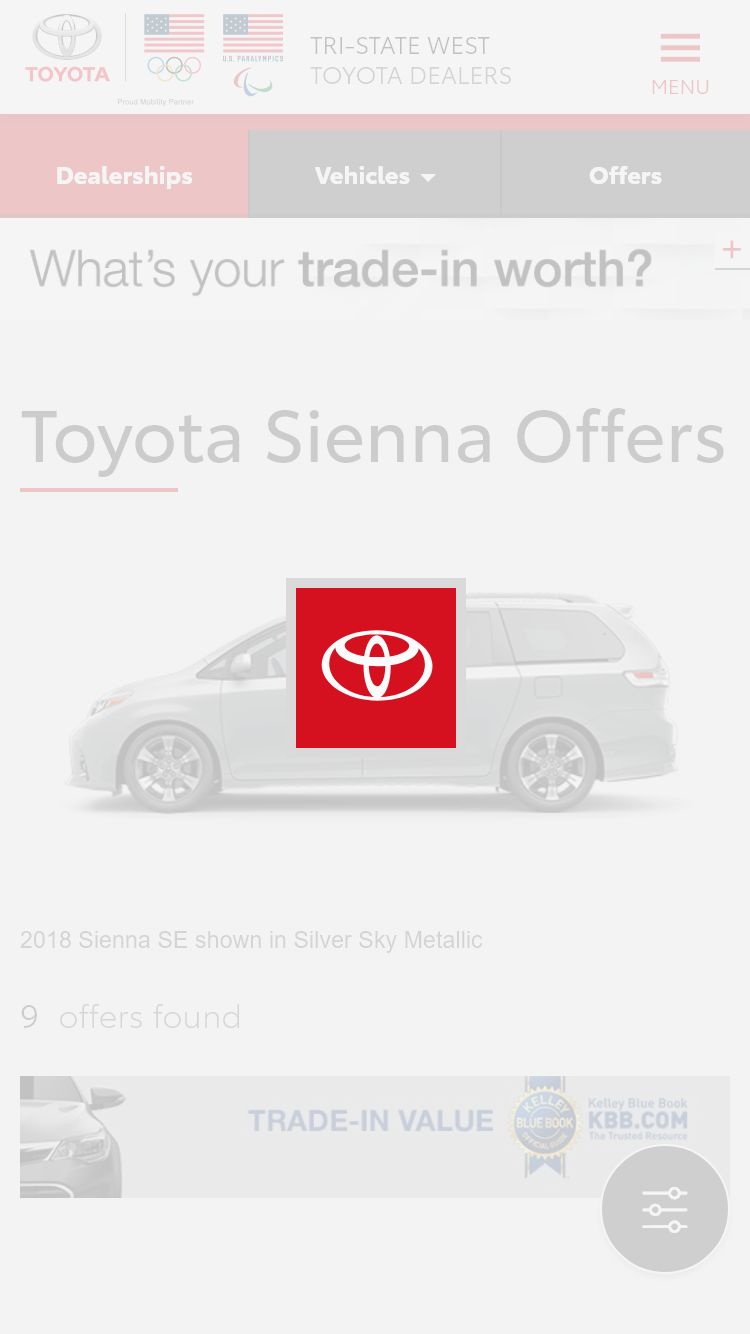 TOYOTA
U.S. PARALYMPICS
Proud Mobility Partner
TRI-STATE WEST
TOYOTA DEALERS
MENU
Dealerships
Vehicles
Offers
What's your trade-in worth?
Toyota Sienna Offers
2018 Sienna SE shown in Silver Sky Metallic
9 offers found
TRADE-IN VALUE
KELLEY
BLUE BOOK
OFFICIAL GUIDE
Kelley Blue Book
KBB.COM
The Trusted Resource